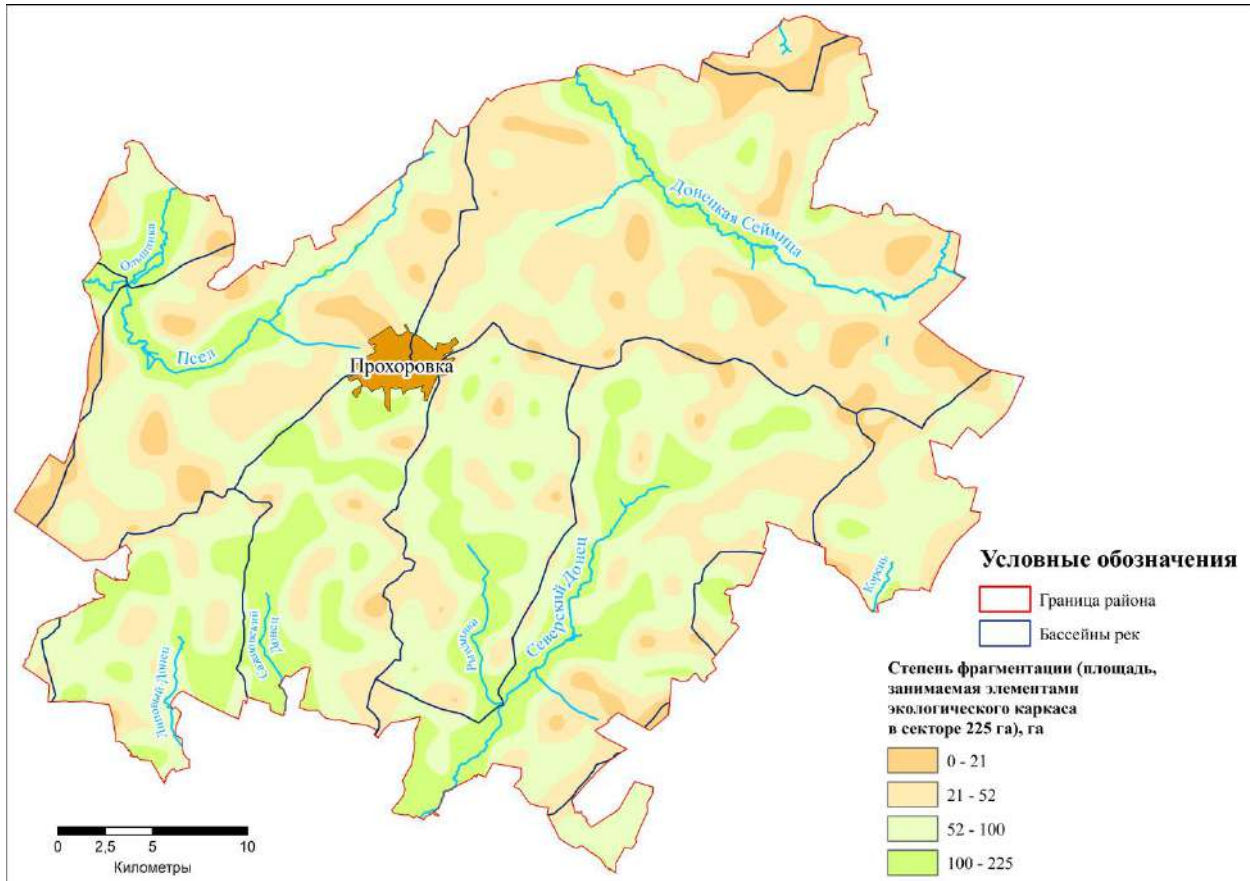 Ольшанка
Донецкая Сеймица
Псел
Прохоровка
Северский Донец
Корень
Липовый Донец
Сажновский
Донец
Условные обозначения
Граница района
Бассейны рек
Степень фрагментации (площадь,
занимаемая элементами
экологического каркаса
в секторе 225 га), га
0 - 21
21 - 52
52 - 100
100 - 225
0 2,5 5 10
Километры